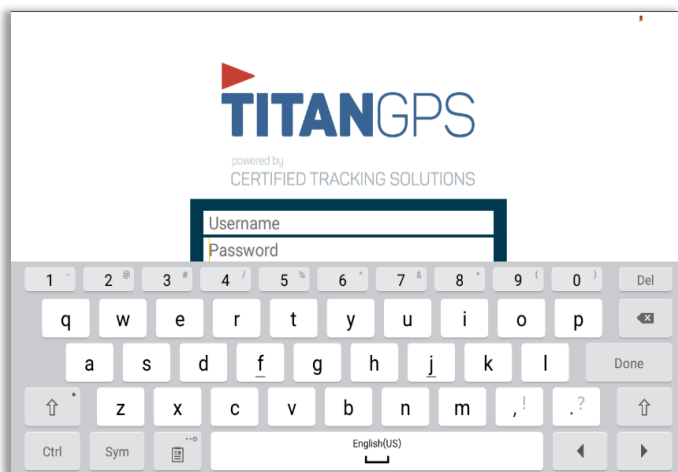 TITANGPS
powered by
CERTIFIED TRACKING SOLUTIONS
Username
Password
1 - 2 @ 3 # 4 / 5 % 6 ^ 7 & 8 * 9 ( 0 ) Del
q w e r t y u i o p
a s d f g h j k l Done
z x c v b n m , ! . ?
Ctrl Sym English(US)